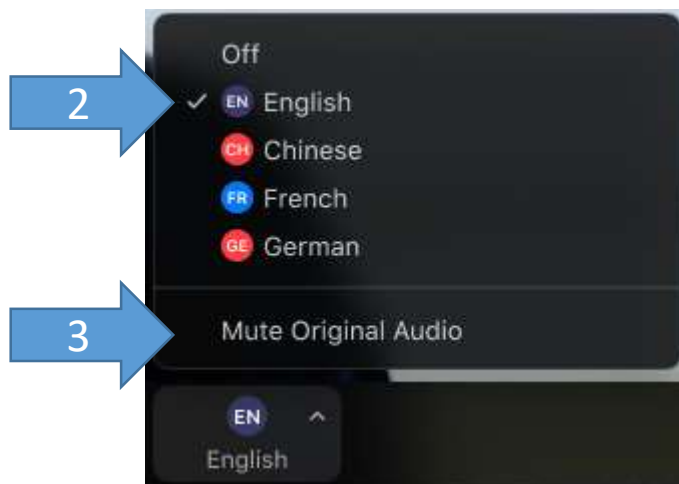 Off
2
EN English
CH Chinese
FR French
GE German
3
Mute Original Audio
EN
English